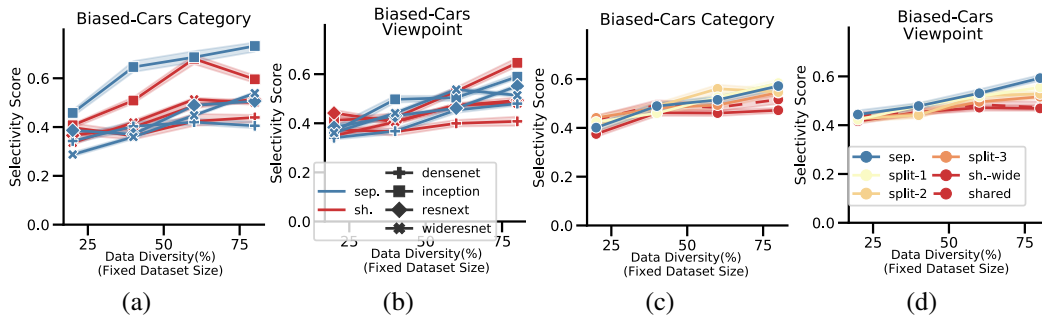 Biased-Cars Category
Selectivity Score
0.6
0.4
0.2
0.0
25
50
75
Data Diversity(%)
(Fixed Dataset Size)
(a)
Biased-Cars
Viewpoint
Selectivity Score
0.6
0.4
0.2
0.0
sep.
sh.
densenet
inception
resnext
wideresnet
25
50
75
Data Diversity(%)
(Fixed Dataset Size)
(b)
Biased-Cars Category
Selectivity Score
0.6
0.4
0.2
0.0
25
50
75
Data Diversity(%)
(Fixed Dataset Size)
(c)
Biased-Cars
Viewpoint
Selectivity Score
0.6
0.4
0.2
0.0
sep.
split-1
split-2
split-3
sh.-wide
shared
25
50
75
Data Diversity(%)
(Fixed Dataset Size)
(d)